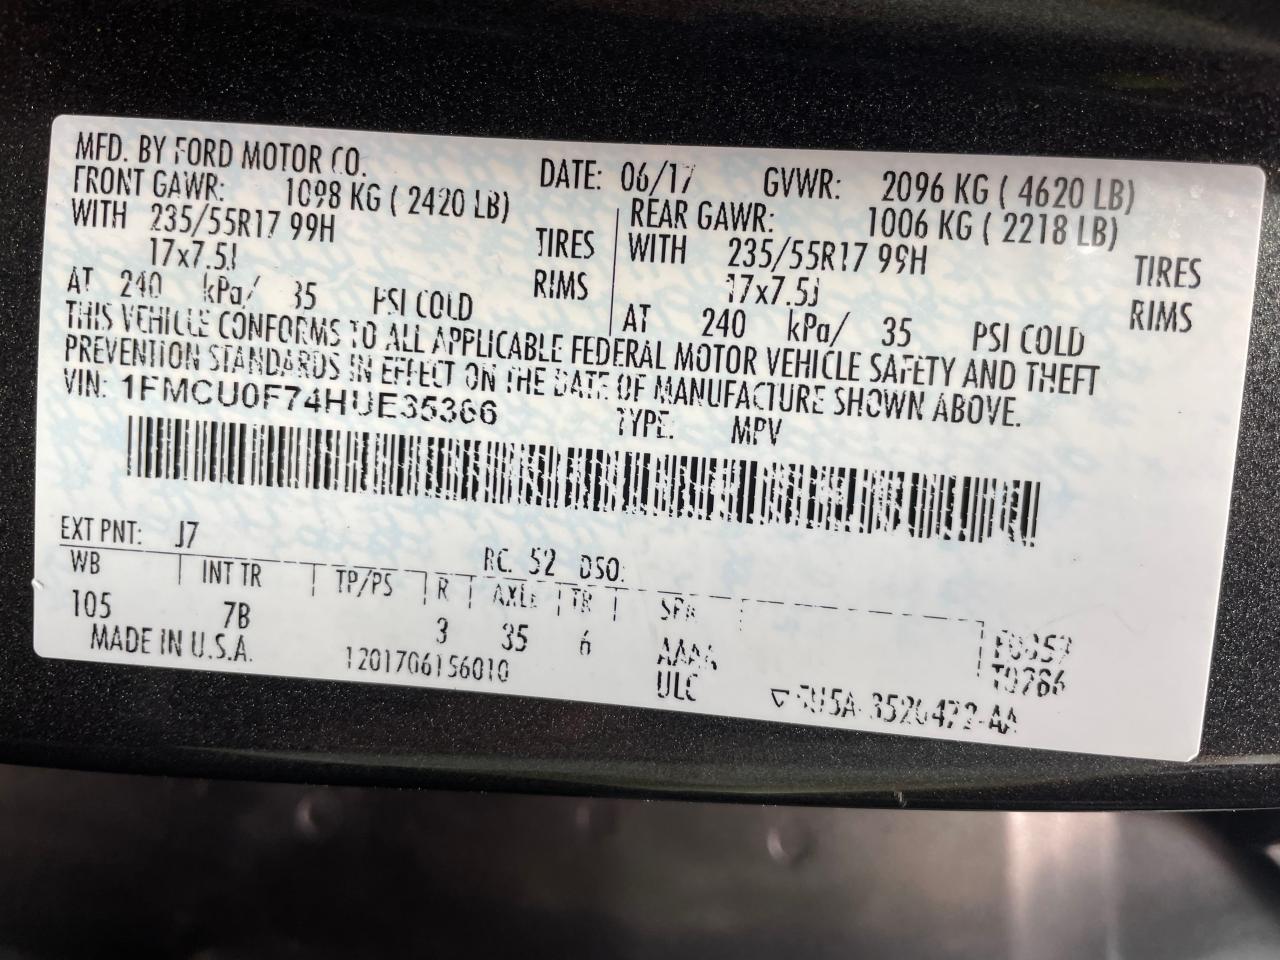 MFD. BY FORD MOTOR CO.
DATE: 06/17 GVWR: 2096 KG ( 4620 LB)
FRONT GAWR: 1098 KG ( 2420 LB) REAR GAWR: 1006 KG ( 2218 LB)
WITH 235/55R17 99H TIRES WITH 235/55R17 99H TIRES
17x7.5J RIMS 17x7.5J RIMS
AT 240 kPa/ 35 PSI COLD AT 240 kPa/ 35 PSI COLD
THIS VEHICLE CONFORMS TO ALL APPLICABLE FEDERAL MOTOR VEHICLE SAFETY AND THEFT
PREVENTION STANDARDS IN EFFECT ON THE DATE OF MANUFACTURE SHOWN ABOVE.
VIN: 1FMCU0F74HUE35366 TYPE: MPV
EXT PNT: J7 RC: 52 DSO:
WB INT TR TP/PS R AXLE TR SPR
105 7B 3 35 6 AAAA
MADE IN U.S.A. 1201706156010 ULC